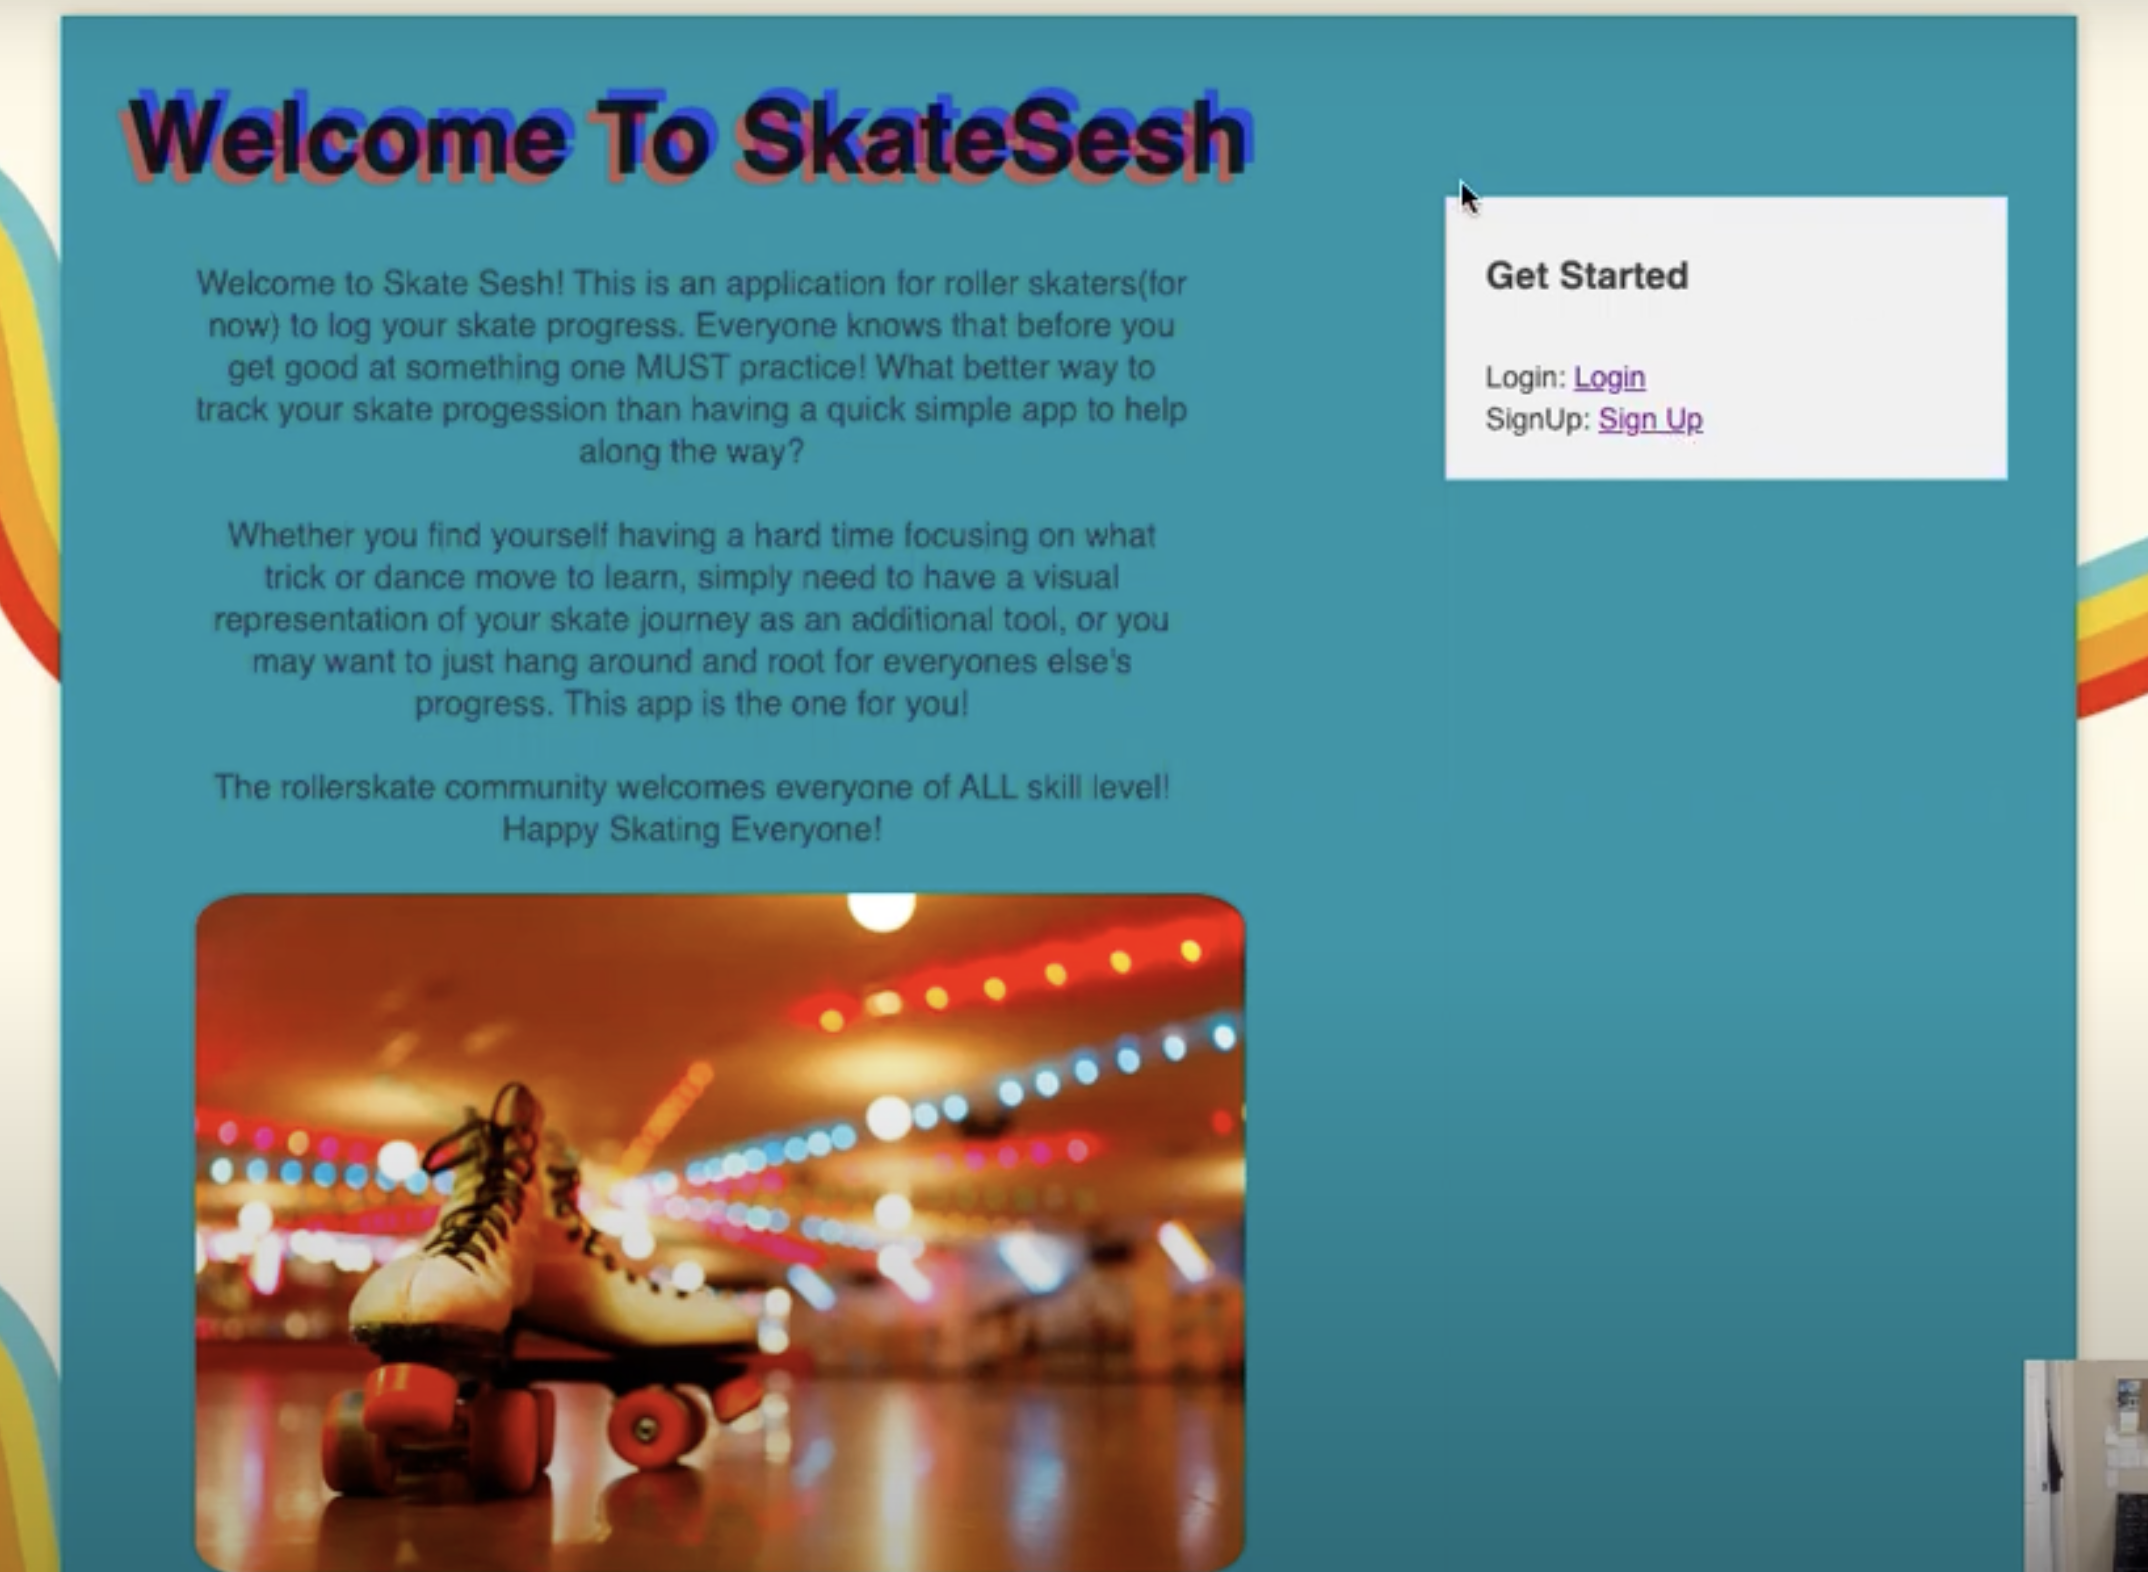 Welcome To SkateSesh
Welcome to Skate Sesh! This is an application for roller skaters(for
now) to log your skate progress. Everyone knows that before you
get good at something one MUST practice! What better way to
track your skate progession than having a quick simple app to help
along the way?
Whether you find yourself having a hard time focusing on what
trick or dance move to learn, simply need to have a visual
representation of your skate journey as an additional tool, or you
may want to just hang around and root for everyones else's
progress. This app is the one for you!
The rollerskate community welcomes everyone of ALL skill level!
Happy Skating Everyone!
Get Started
Login: Login
SignUp: Sign Up